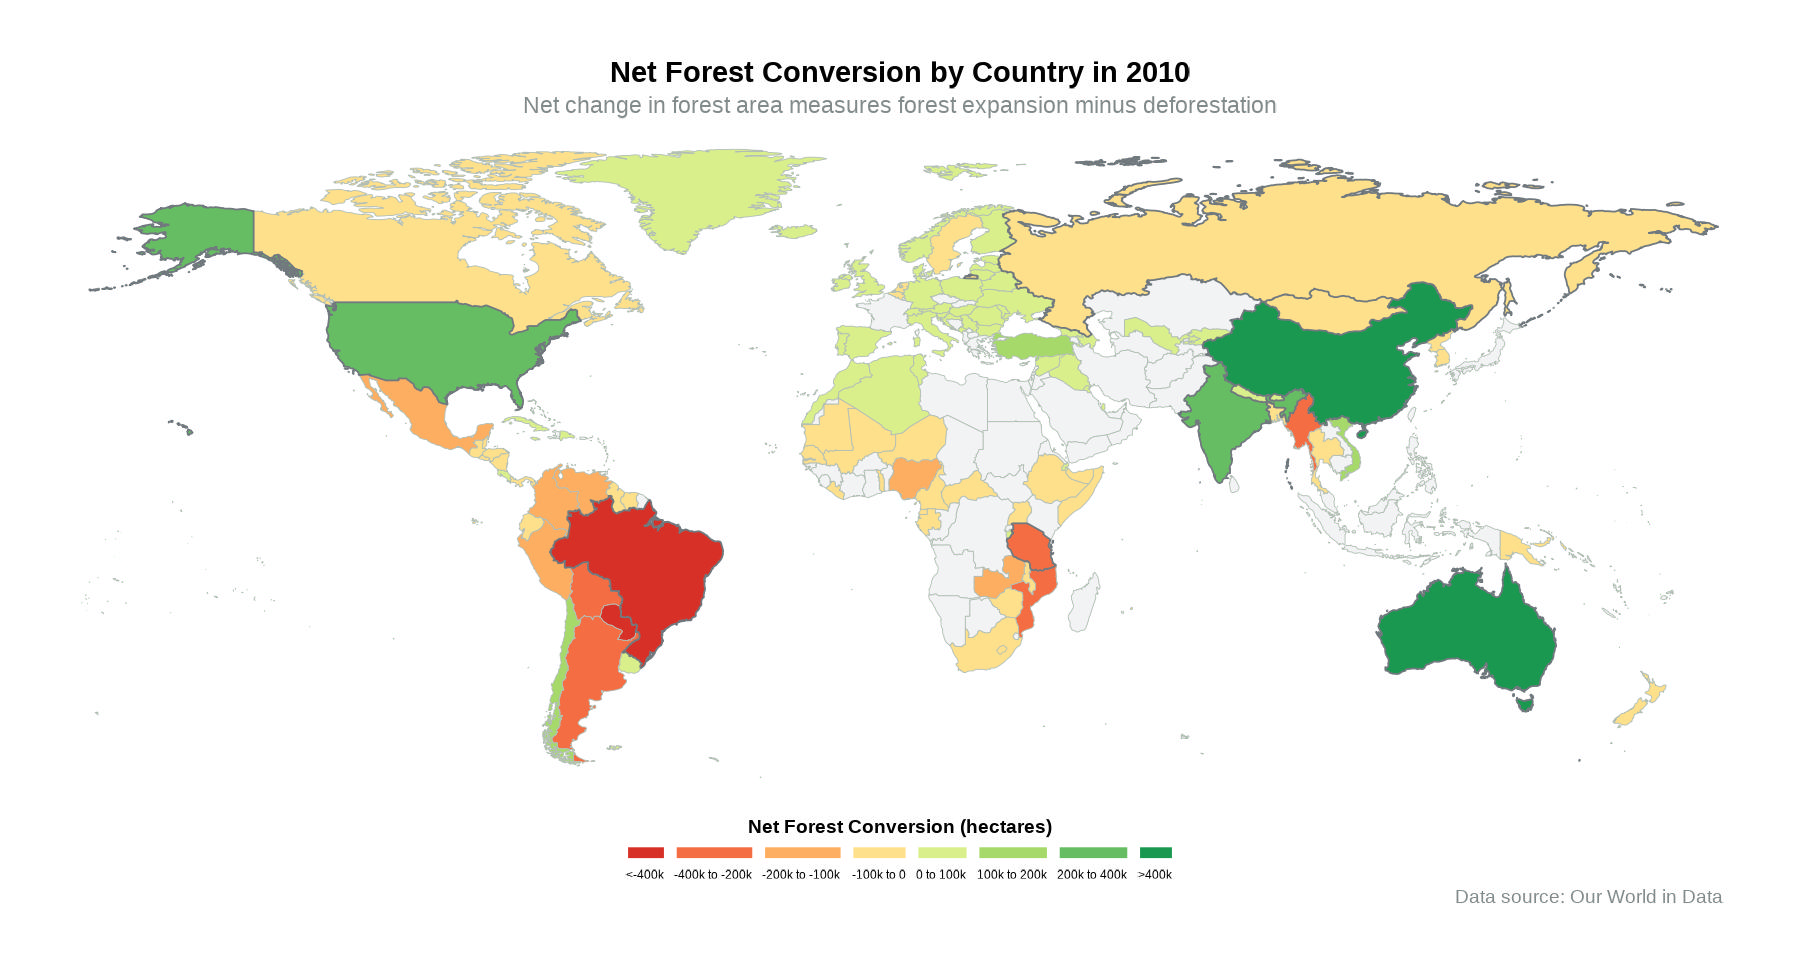 Net Forest Conversion by Country in 2010
Net change in forest area measures forest expansion minus deforestation
Net Forest Conversion (hectares)
<-400k -400k to -200k -200k to -100k -100k to 0 0 to 100k 100k to 200k 200k to 400k >400k
Data source: Our World in Data